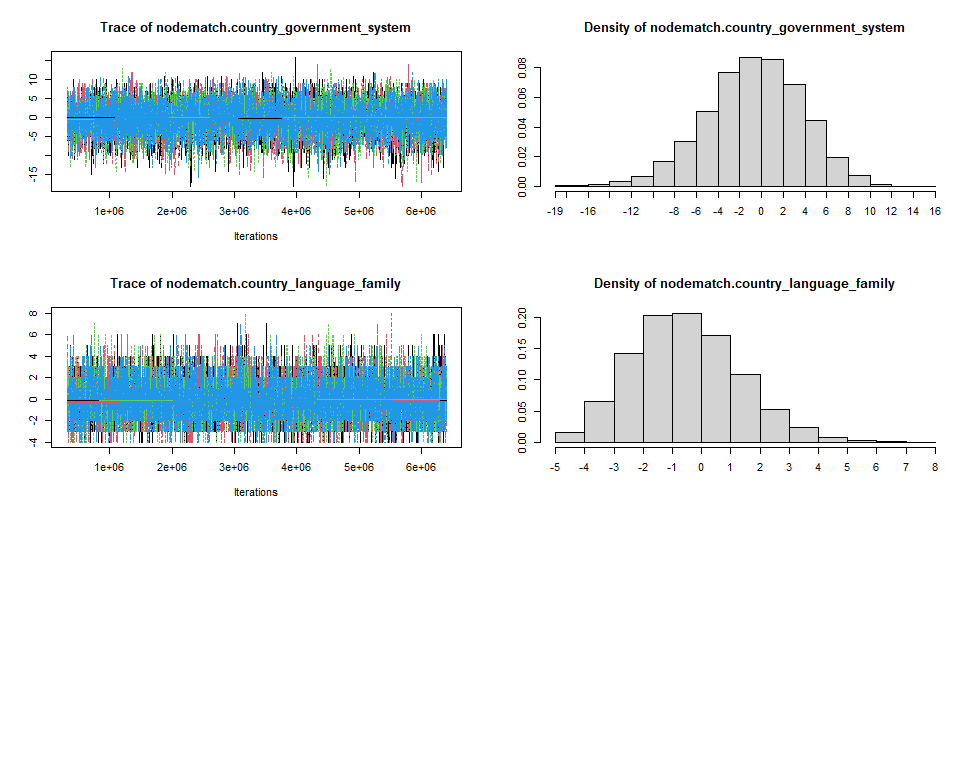 Trace of nodematch.country_government_system
Density of nodematch.country_government_system
-15 -5 0 5 10
1e+06 2e+06 3e+06 4e+06 5e+06 6e+06
Iterations
0.00 0.02 0.04 0.06 0.08
-19 -16 -12 -8 -6 -4 -2 0 2 4 6 8 10 12 14 16
Trace of nodematch.country_language_family
Density of nodematch.country_language_family
-4 -2 0 2 4 6 8
1e+06 2e+06 3e+06 4e+06 5e+06 6e+06
Iterations
0.00 0.05 0.10 0.15 0.20
-5 -4 -3 -2 -1 0 1 2 3 4 5 6 7 8